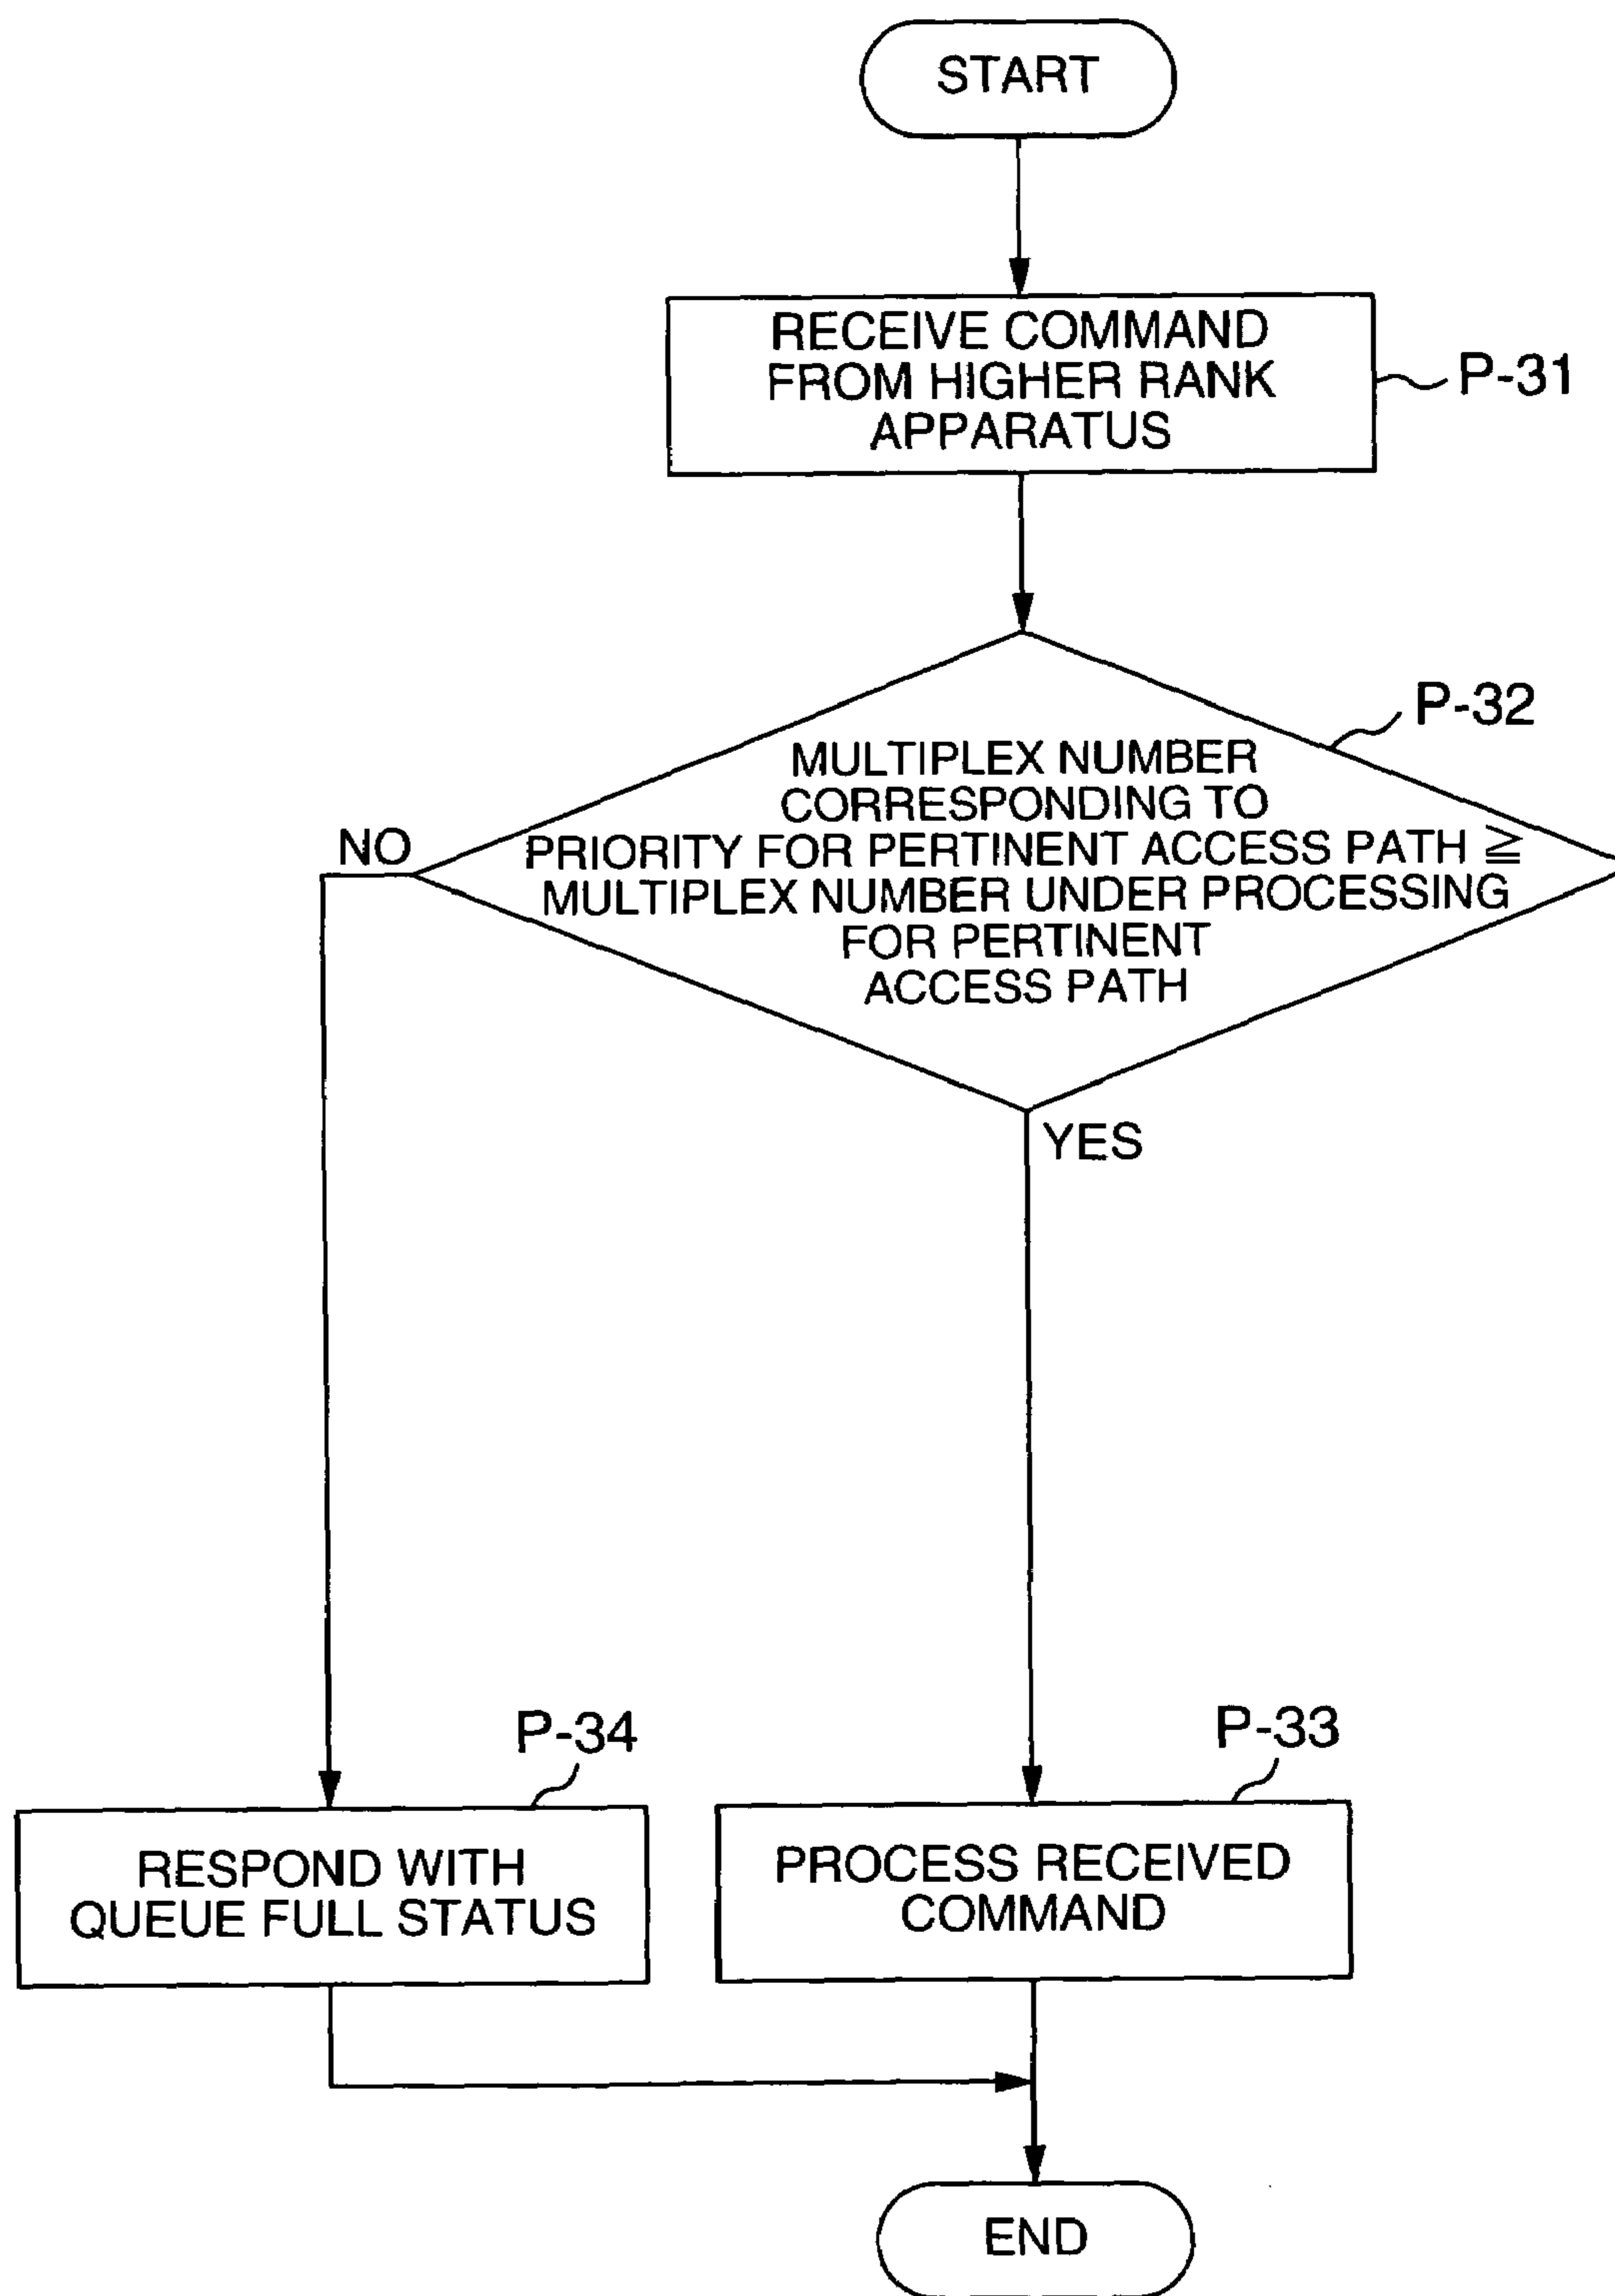 START
RECEIVE COMMAND
FROM HIGHER RANK
APPARATUS
P-31
P-32
MULTIPLEX NUMBER
CORRESPONDING TO
PRIORITY FOR PERTINENT ACCESS PATH ≧
MULTIPLEX NUMBER UNDER PROCESSING
FOR PERTINENT
ACCESS PATH
NO
YES
P-34
P-33
RESPOND WITH
QUEUE FULL STATUS
PROCESS RECEIVED
COMMAND
END